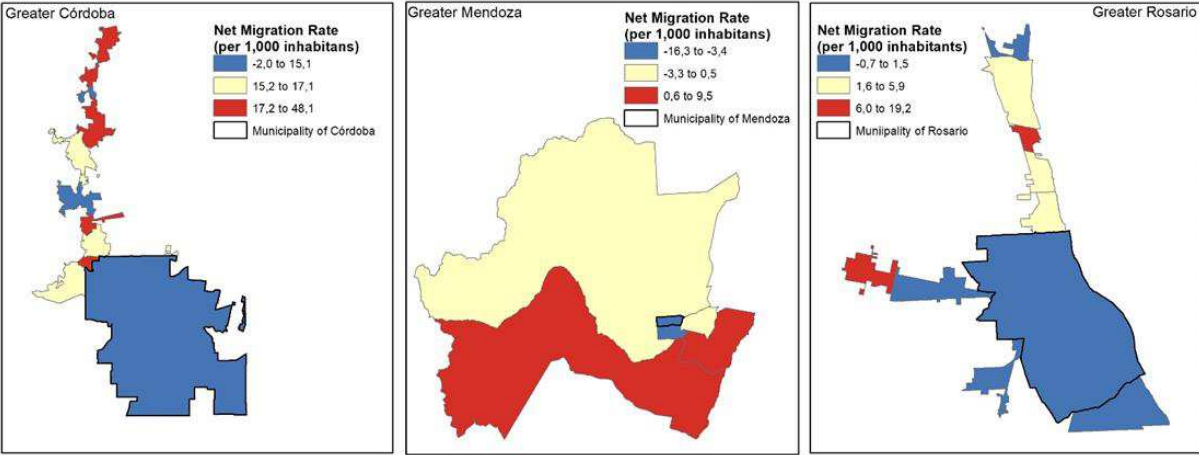 Greater Córdoba
Net Migration Rate
(per 1,000 inhabitans)
-2,0 to 15,1
15,2 to 17,1
17,2 to 48,1
Municipality of Córdoba
Greater Mendoza
Net Migration Rate
(per 1,000 inhabitans)
-16,3 to -3,4
-3,3 to 0,5
0,6 to 9,5
Municipality of Mendoza
Greater Rosario
Net Migration Rate
(per 1,000 inhabitants)
-0,7 to 1,5
1,6 to 5,9
6,0 to 19,2
Muniipality of Rosario